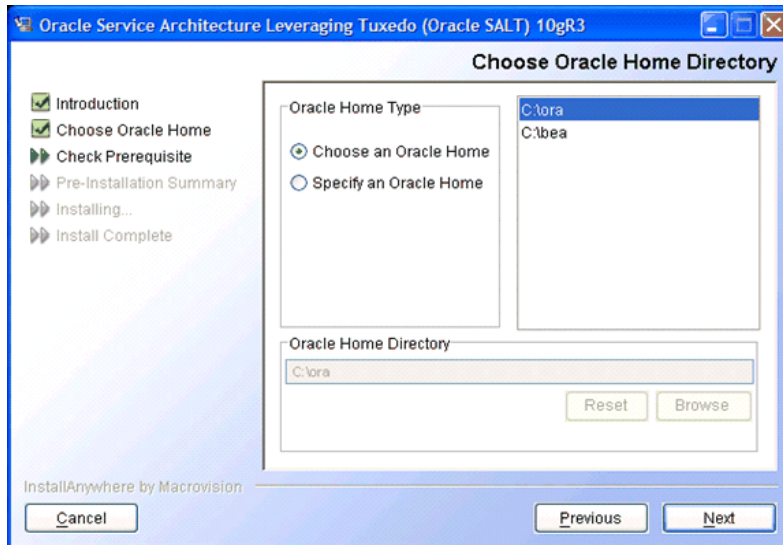 Oracle Service Architecture Leveraging Tuxedo (Oracle SALT) 10gR3
Choose Oracle Home Directory
Introduction
Choose Oracle Home
Check Prerequisite
Pre-Installation Summary
Installing...
Install Complete
Oracle Home Type
Choose an Oracle Home
Specify an Oracle Home
C:\ora
C:\bea
Oracle Home Directory
C:\ora
Reset
Browse
InstallAnywhere by Macrovision
Cancel
Previous
Next